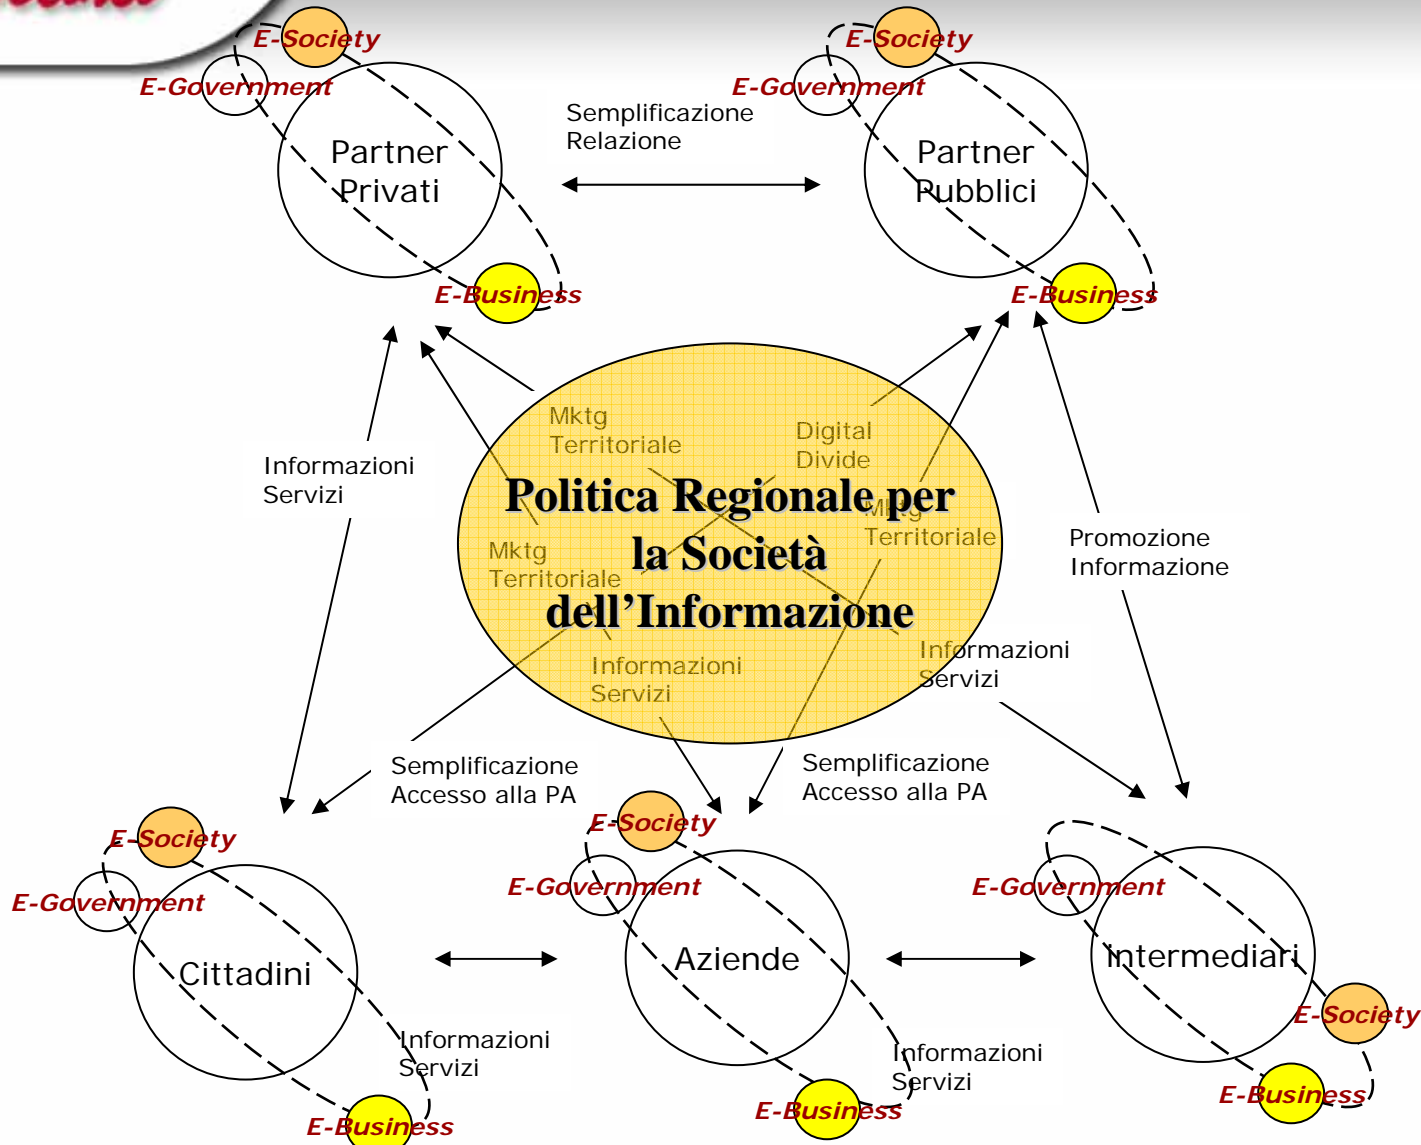 E-Society
E-Society
E-Government
E-Government
Semplificazione
Relazione
Partner
Privati
Partner
Pubblici
E-Business
E-Business
Mktg
Territoriale
Digital
Divide
Informazioni
Servizi
Politica Regionale per
la Società
dell’Informazione
Mktg
Territoriale
Mktg
Territoriale
Promozione
Informazione
Informazioni
Servizi
Informazioni
Servizi
Semplificazione
Accesso alla PA
Semplificazione
Accesso alla PA
E-Society
E-Society
E-Government
E-Government
E-Government
Cittadini
Aziende
Intermediari
E-Society
Informazioni
Servizi
Informazioni
Servizi
E-Business
E-Business
E-Business